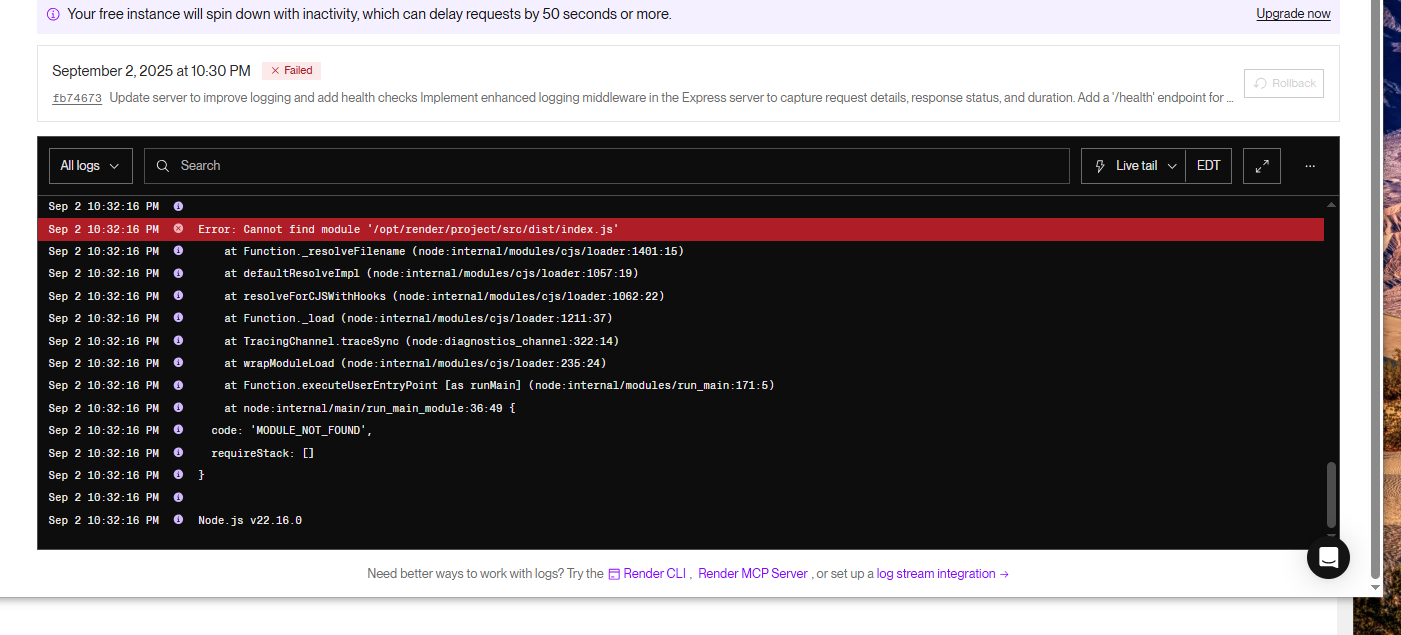 Your free instance will spin down with inactivity, which can delay requests by 50 seconds or more.
Upgrade now
September 2, 2025 at 10:30 PM
Failed
fb74673 Update server to improve logging and add health checks Implement enhanced logging middleware in the Express server to capture request details, response status, and duration. Add a '/health' endpoint for ...
Rollback
All logs
Search
Live tail
EDT
...
Sep 2 10:32:16 PM
Sep 2 10:32:16 PM Error: Cannot find module '/opt/render/project/src/dist/index.js'
Sep 2 10:32:16 PM at Function._resolveFilename (node:internal/modules/cjs/loader:1401:15)
Sep 2 10:32:16 PM at defaultResolveImpl (node:internal/modules/cjs/loader:1057:19)
Sep 2 10:32:16 PM at resolveForCJSWithHooks (node:internal/modules/cjs/loader:1062:22)
Sep 2 10:32:16 PM at Function._load (node:internal/modules/cjs/loader:1211:37)
Sep 2 10:32:16 PM at TracingChannel.traceSync (node:diagnostics_channel:322:14)
Sep 2 10:32:16 PM at wrapModuleLoad (node:internal/modules/cjs/loader:235:24)
Sep 2 10:32:16 PM at Function.executeUserEntryPoint [as runMain] (node:internal/modules/run_main:171:5)
Sep 2 10:32:16 PM at node:internal/main/run_main_module:36:49 {
Sep 2 10:32:16 PM code: 'MODULE_NOT_FOUND',
Sep 2 10:32:16 PM requireStack: []
Sep 2 10:32:16 PM }
Sep 2 10:32:16 PM
Sep 2 10:32:16 PM Node.js v22.16.0
Need better ways to work with logs? Try the Render CLI , Render MCP Server , or set up a log stream integration →